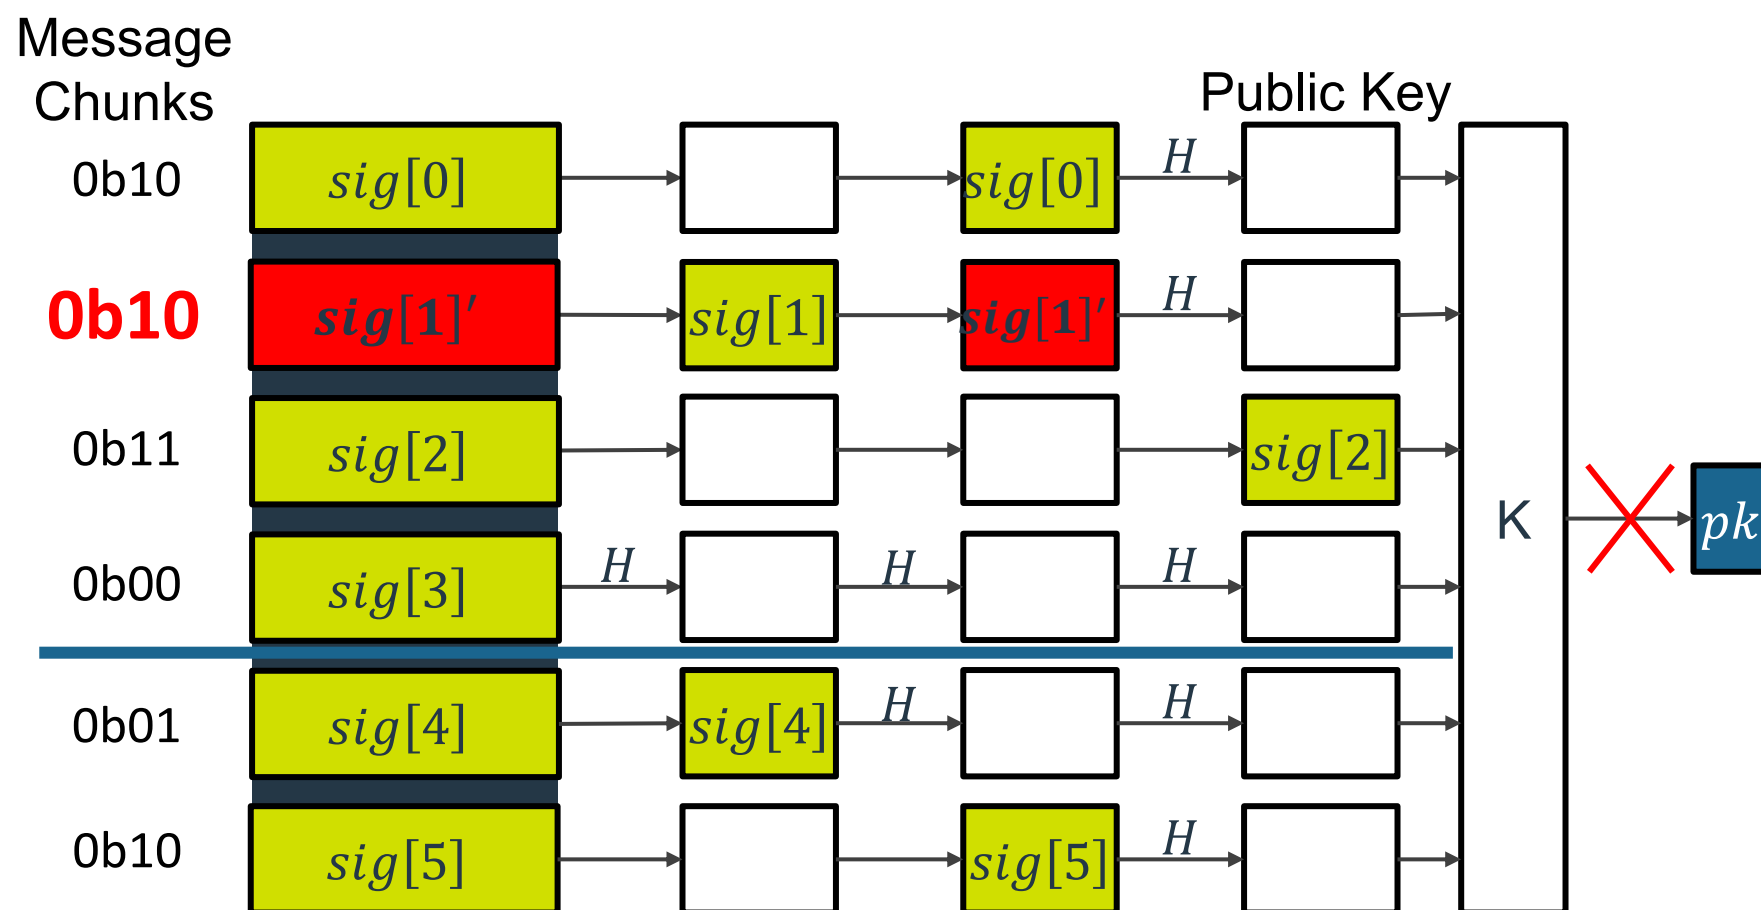 Message
Chunks
Public Key
0b10
sig[0]
sig[0]
H
0b10
sig[1]'
sig[1]
sig[1]'
H
0b11
sig[2]
sig[2]
K
pk
0b00
sig[3]
H
H
H
0b01
sig[4]
sig[4]
H
H
0b10
sig[5]
sig[5]
H